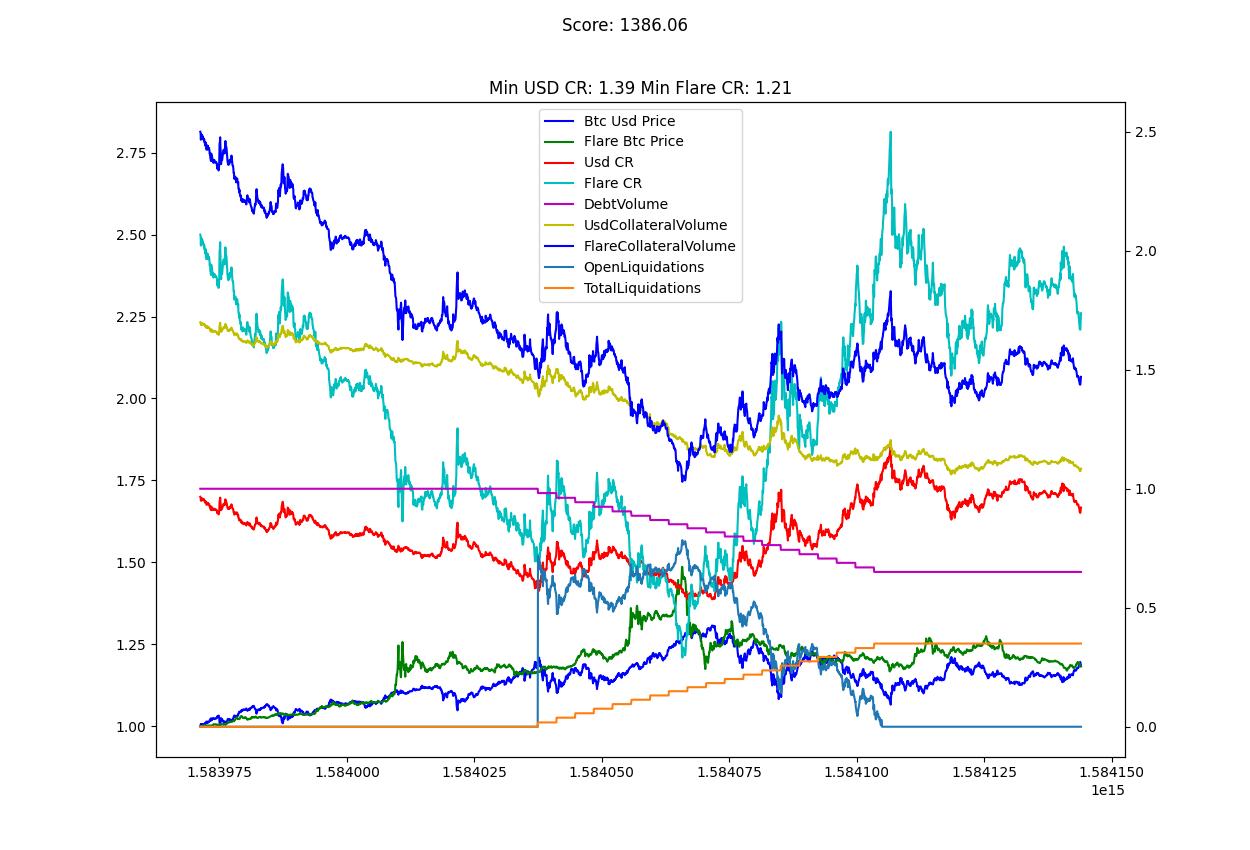 Score: 1386.06
Min USD CR: 1.39 Min Flare CR: 1.21
Btc Usd Price
Flare Btc Price
Usd CR
Flare CR
DebtVolume
UsdCollateralVolume
FlareCollateralVolume
OpenLiquidations
TotalLiquidations
2.75
2.50
2.25
2.00
1.75
1.50
1.25
1.00
2.5
2.0
1.5
1.0
0.5
0.0
1.583975 1.584000 1.584025 1.584050 1.584075 1.584100 1.584125 1.584150
1e15